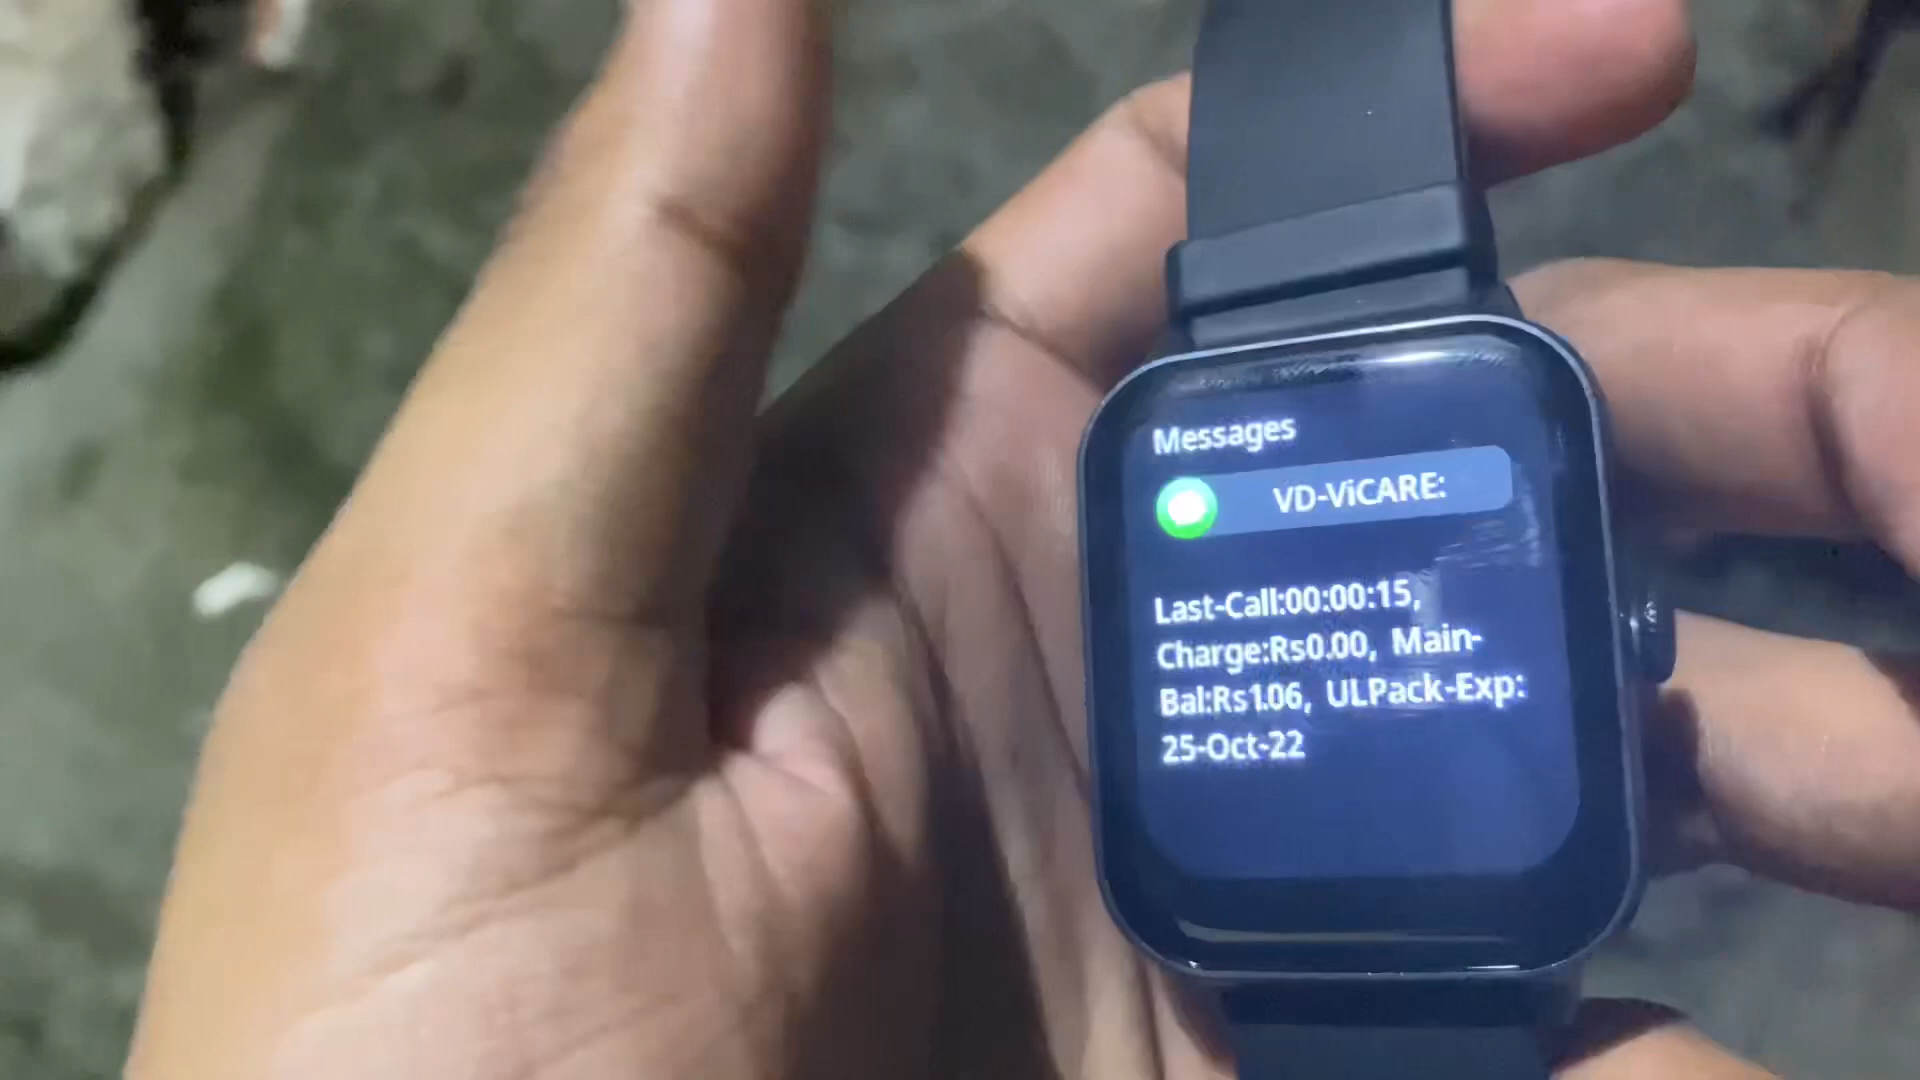 Messages
VD-ViCARE:
Last-Call:00:00:15,
Charge:Rs0.00, Main-
Bal:Rs1.06, ULPack-Exp:
25-Oct-22